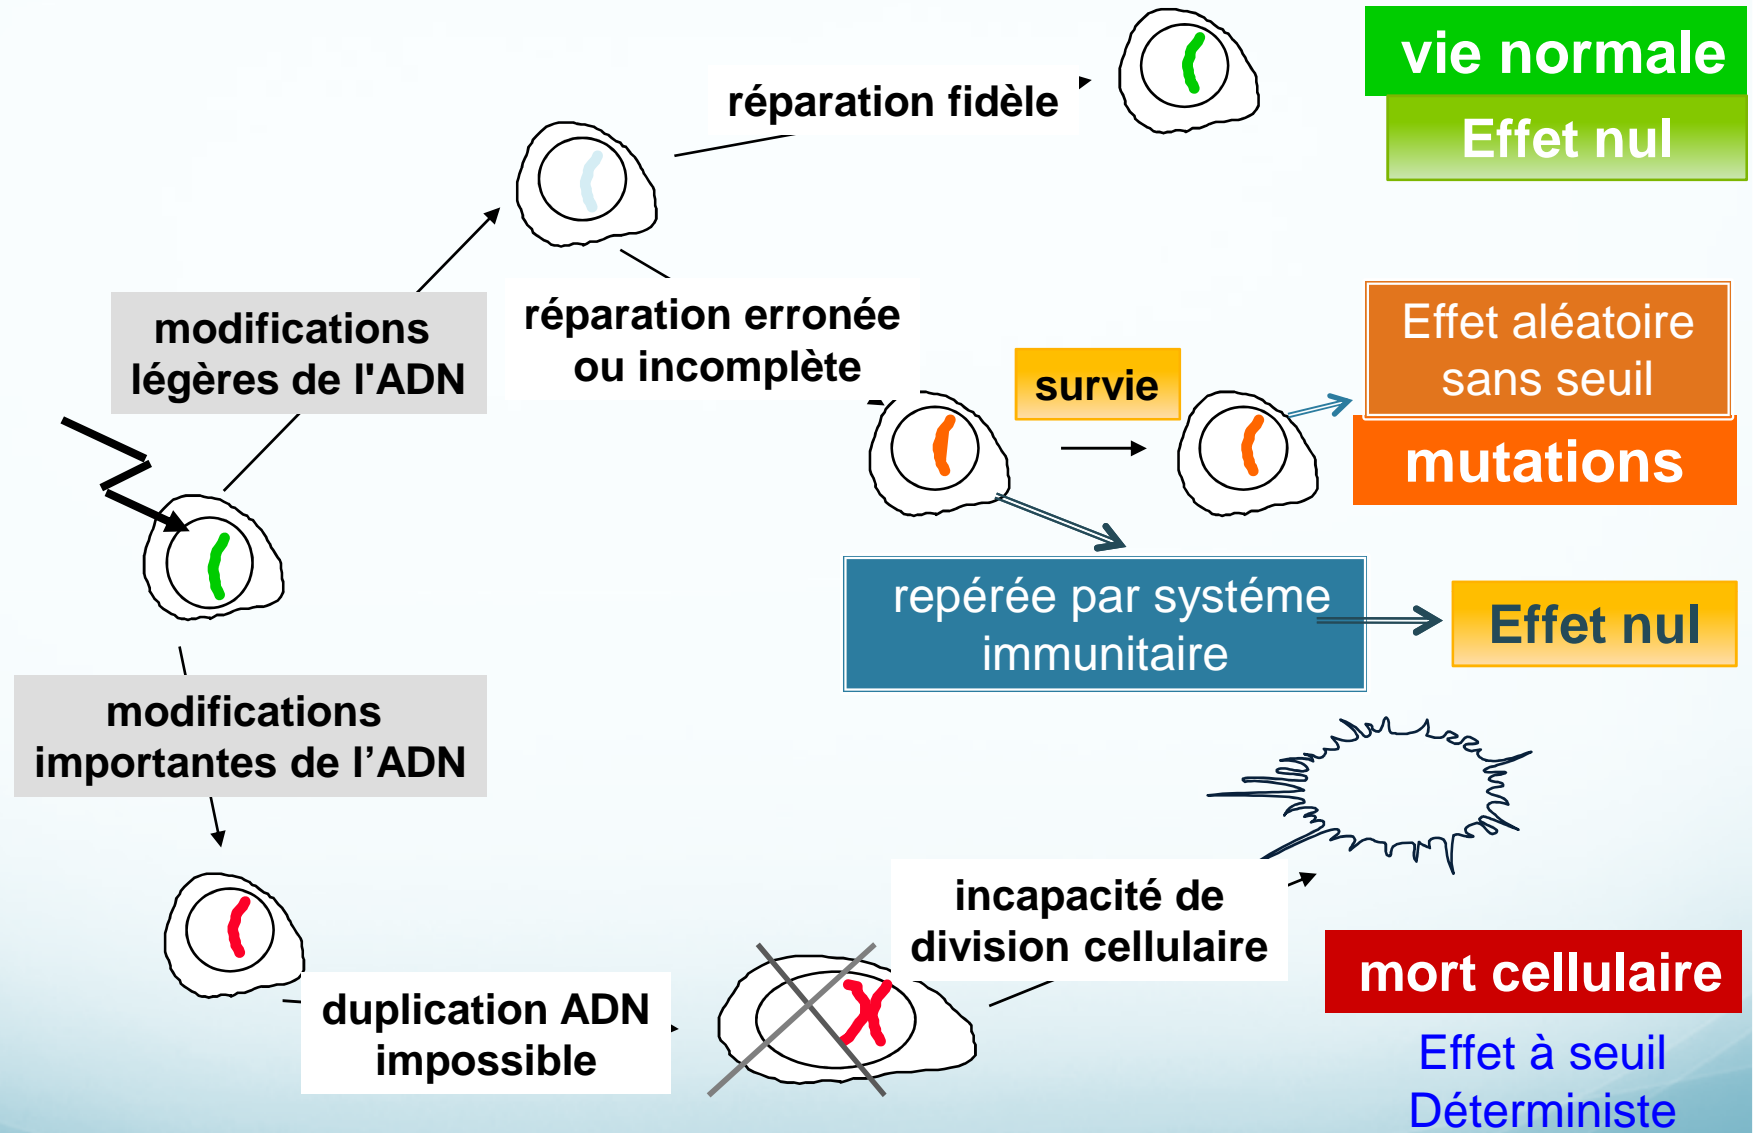 vie normale
Effet nul
réparation fidèle
modifications
légères de l'ADN
réparation erronée
ou incomplète
survie
Effet aléatoire
sans seuil
mutations
repérée par systéme
immunitaire
Effet nul
modifications
importantes de l’ADN
duplication ADN
impossible
incapacité de
division cellulaire
mort cellulaire
Effet à seuil
Déterministe